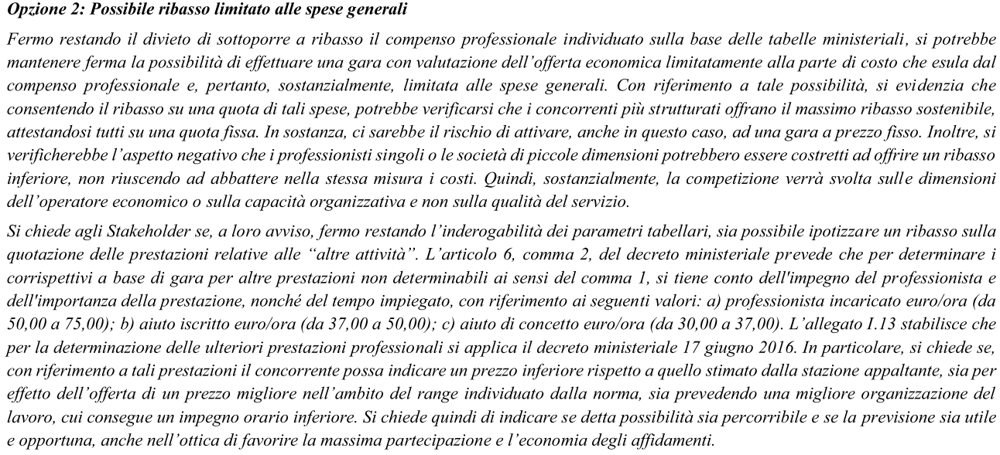 Opzione 2: Possibile ribasso limitato alle spese generali
Fermo restando il divieto di sottoporre a ribasso il compenso professionale individuato sulla base delle tabelle ministeriali, si potrebbe
mantenere ferma la possibilità di effettuare una gara con valutazione dell’offerta economica limitatamente alla parte di costo che esula dal
compenso professionale e, pertanto, sostanzialmente, limitata alle spese generali. Con riferimento a tale possibilità, si evidenzia che
consentendo il ribasso su una quota di tali spese, potrebbe verificarsi che i concorrenti più strutturati offrano il massimo ribasso sostenibile,
attestandosi tutti su una quota fissa. In sostanza, ci sarebbe il rischio di attivare, anche in questo caso, ad una gara a prezzo fisso. Inoltre, si
verificherebbe l’aspetto negativo che i professionisti singoli o le società di piccole dimensioni potrebbero essere costretti ad offrire un ribasso
inferiore, non riuscendo ad abbattere nella stessa misura i costi. Quindi, sostanzialmente, la competizione verrà svolta sulle dimensioni
dell’operatore economico o sulla capacità organizzativa e non sulla qualità del servizio.
Si chiede agli Stakeholder se, a loro avviso, fermo restando l’inderogabilità dei parametri tabellari, sia possibile ipotizzare un ribasso sulla
quotazione delle prestazioni relative alle “altre attività”. L’articolo 6, comma 2, del decreto ministeriale prevede che per determinare i
corrispettivi a base di gara per altre prestazioni non determinabili ai sensi del comma 1, si tiene conto dell'impegno del professionista e
dell'importanza della prestazione, nonché del tempo impiegato, con riferimento ai seguenti valori: a) professionista incaricato euro/ora (da
50,00 a 75,00); b) aiuto iscritto euro/ora (da 37,00 a 50,00); c) aiuto di concetto euro/ora (da 30,00 a 37,00). L’allegato I.13 stabilisce che
per la determinazione delle ulteriori prestazioni professionali si applica il decreto ministeriale 17 giugno 2016. In particolare, si chiede se,
con riferimento a tali prestazioni il concorrente possa indicare un prezzo inferiore rispetto a quello stimato dalla stazione appaltante, sia per
effetto dell’offerta di un prezzo migliore nell’ambito del range individuato dalla norma, sia prevedendo una migliore organizzazione del
lavoro, cui consegue un impegno orario inferiore. Si chiede quindi di indicare se detta possibilità sia percorribile e se la previsione sia utile
e opportuna, anche nell’ottica di favorire la massima partecipazione e l’economia degli affidamenti.